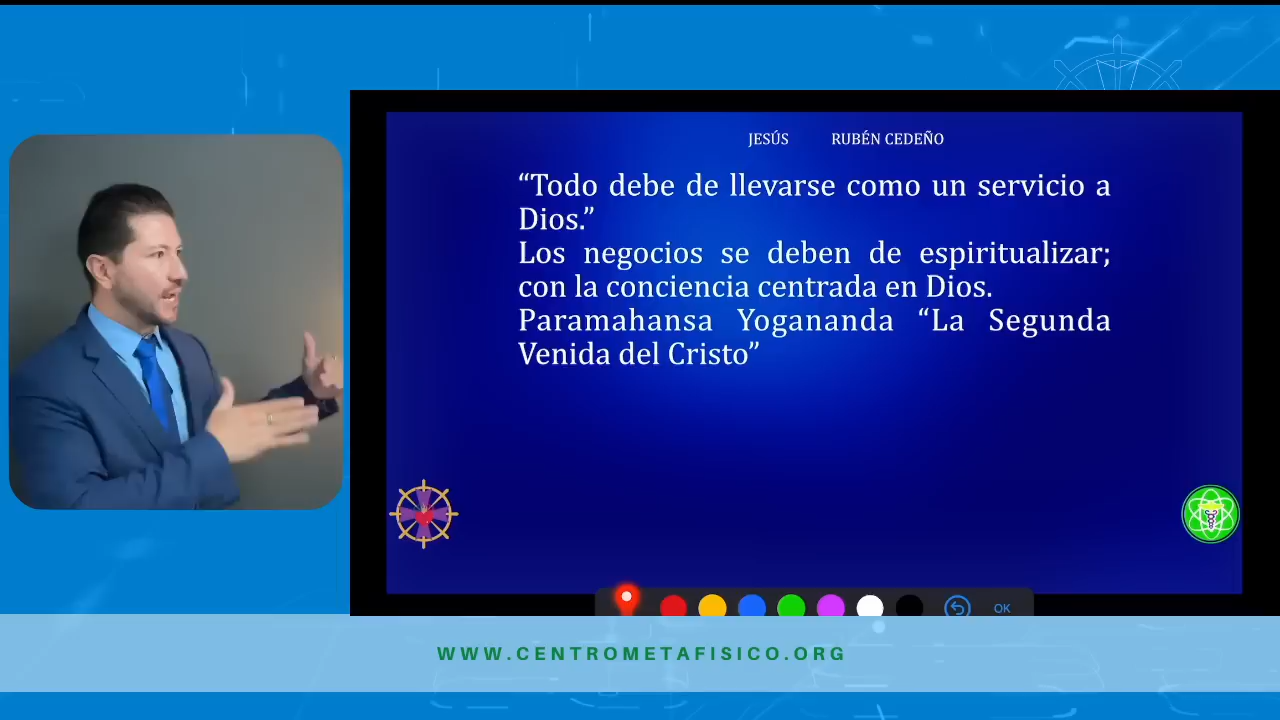 JESÚS RUBÉN CEDEÑO
“Todo debe de llevarse como un servicio a
Dios.”
Los negocios se deben de espiritualizar;
con la conciencia centrada en Dios.
Paramahansa Yogananda “La Segunda
Venida del Cristo”
OK
WWW.CENTROMETAFISICO.ORG